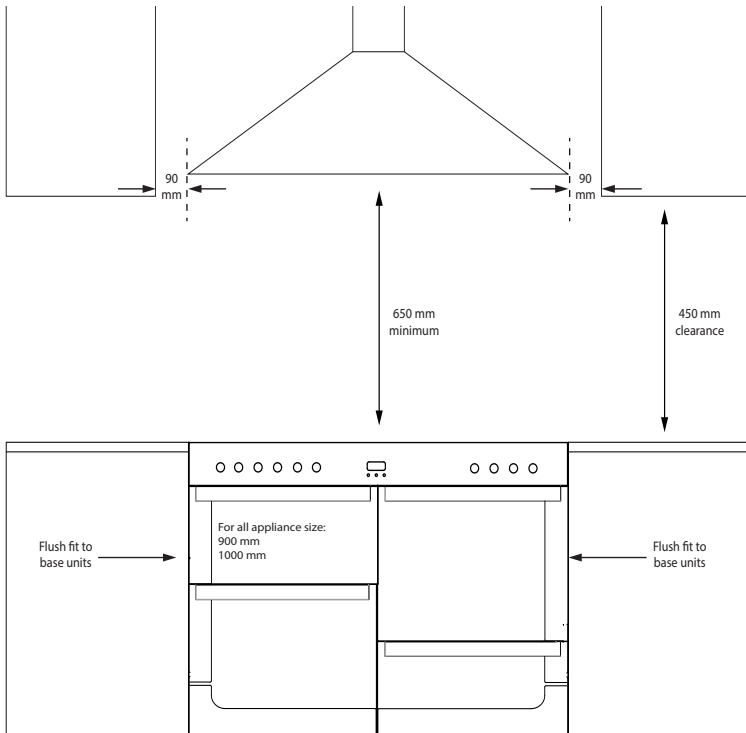 90
mm
90
mm
650 mm
minimum
450 mm
clearance
For all appliance size:
900 mm
1000 mm
Flush fit to
base units
Flush fit to
base units